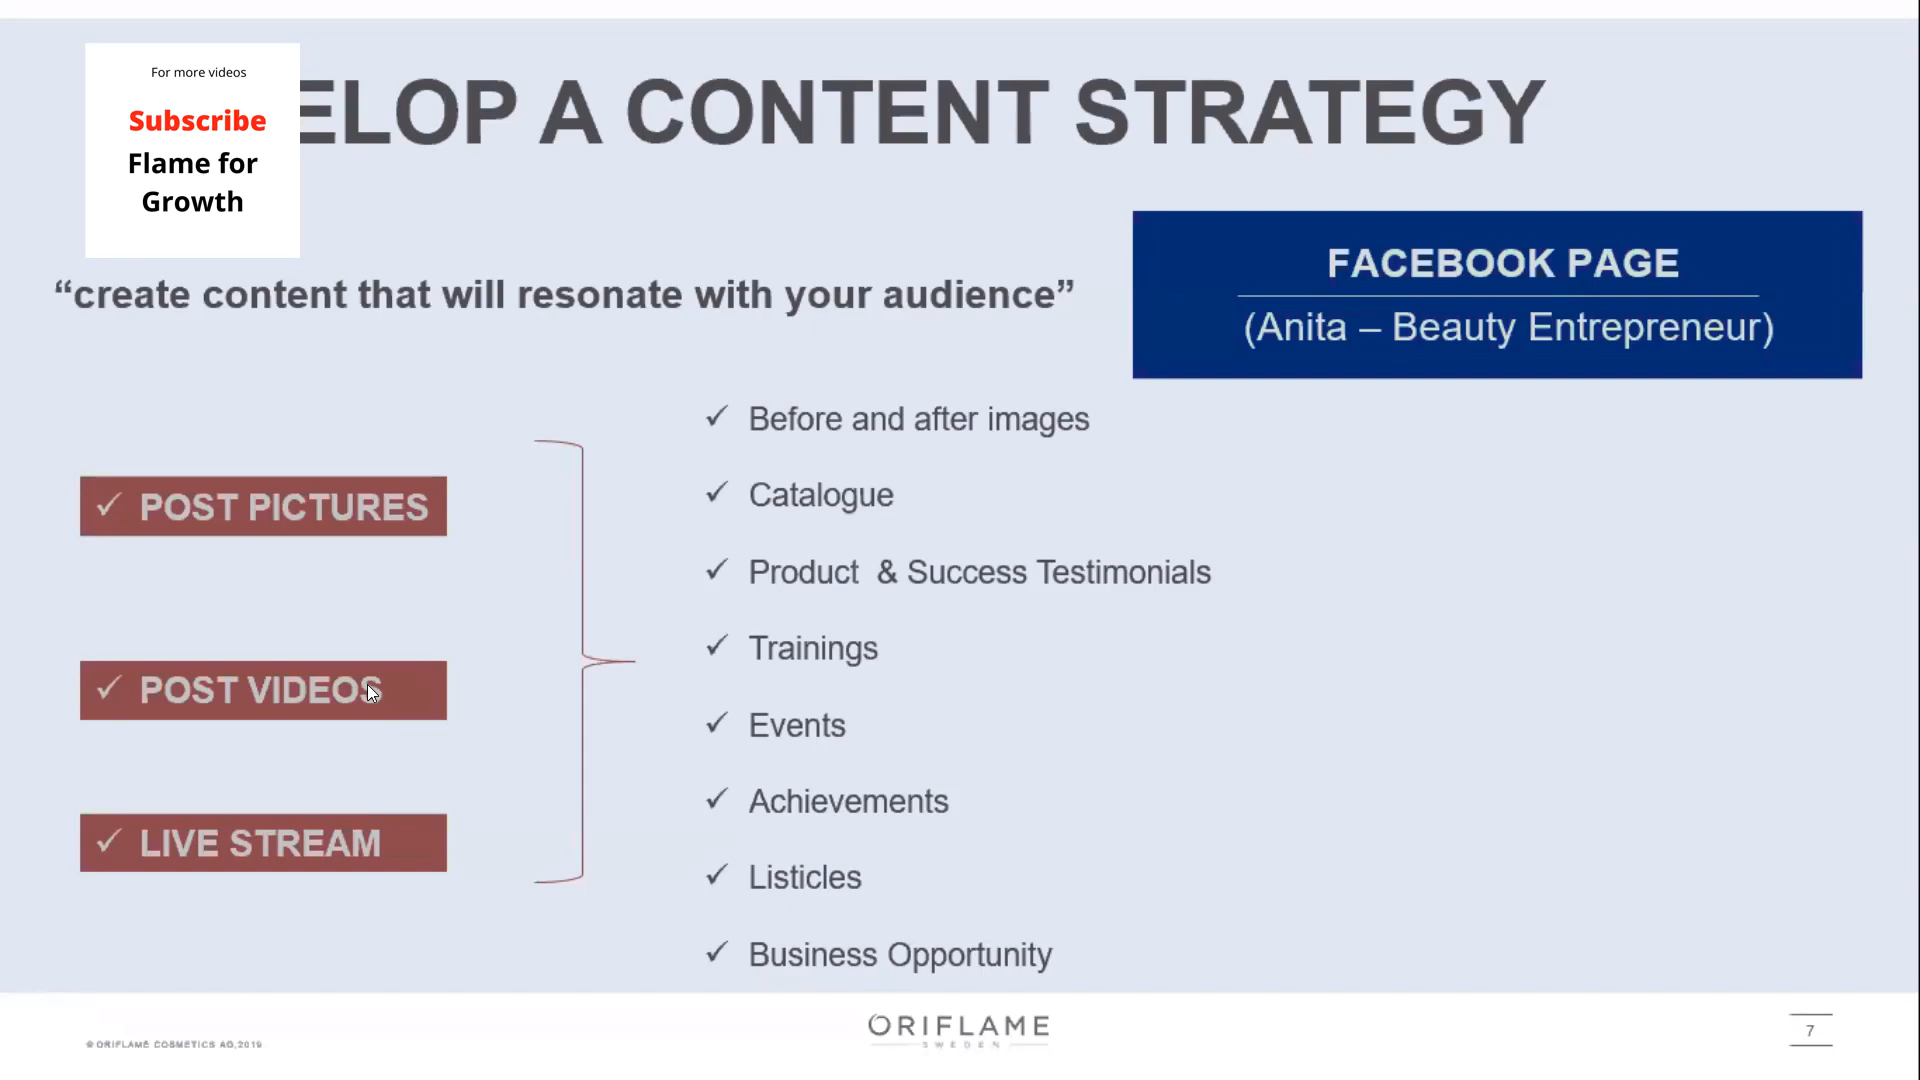 For more videos
Subscribe
Flame for
Growth
ELOP A CONTENT STRATEGY
“create content that will resonate with your audience”
FACEBOOK PAGE
(Anita – Beauty Entrepreneur)
✓ POST PICTURES
✓ POST VIDEOS
✓ LIVE STREAM
✓ Before and after images
✓ Catalogue
✓ Product & Success Testimonials
✓ Trainings
✓ Events
✓ Achievements
✓ Listicles
✓ Business Opportunity
© ORIFLAME COSMETICS AG, 2019
ORIFLAME
SWEDEN
7